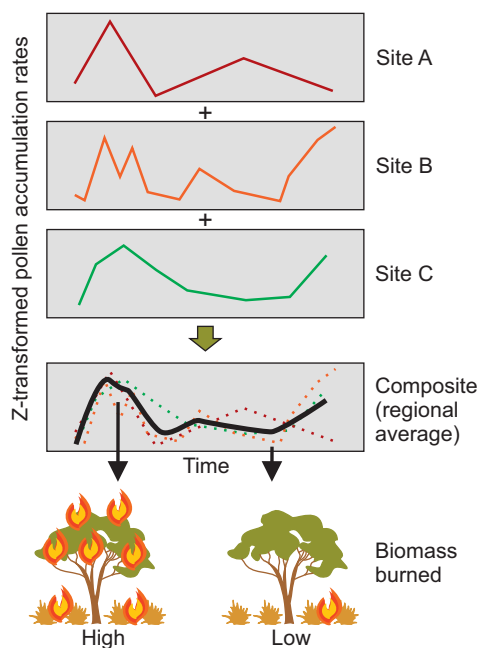 Z-transformed pollen accumulation rates
Site A
+
Site B
+
Site C
Composite
(regional
average)
Time
Biomass
burned
High
Low